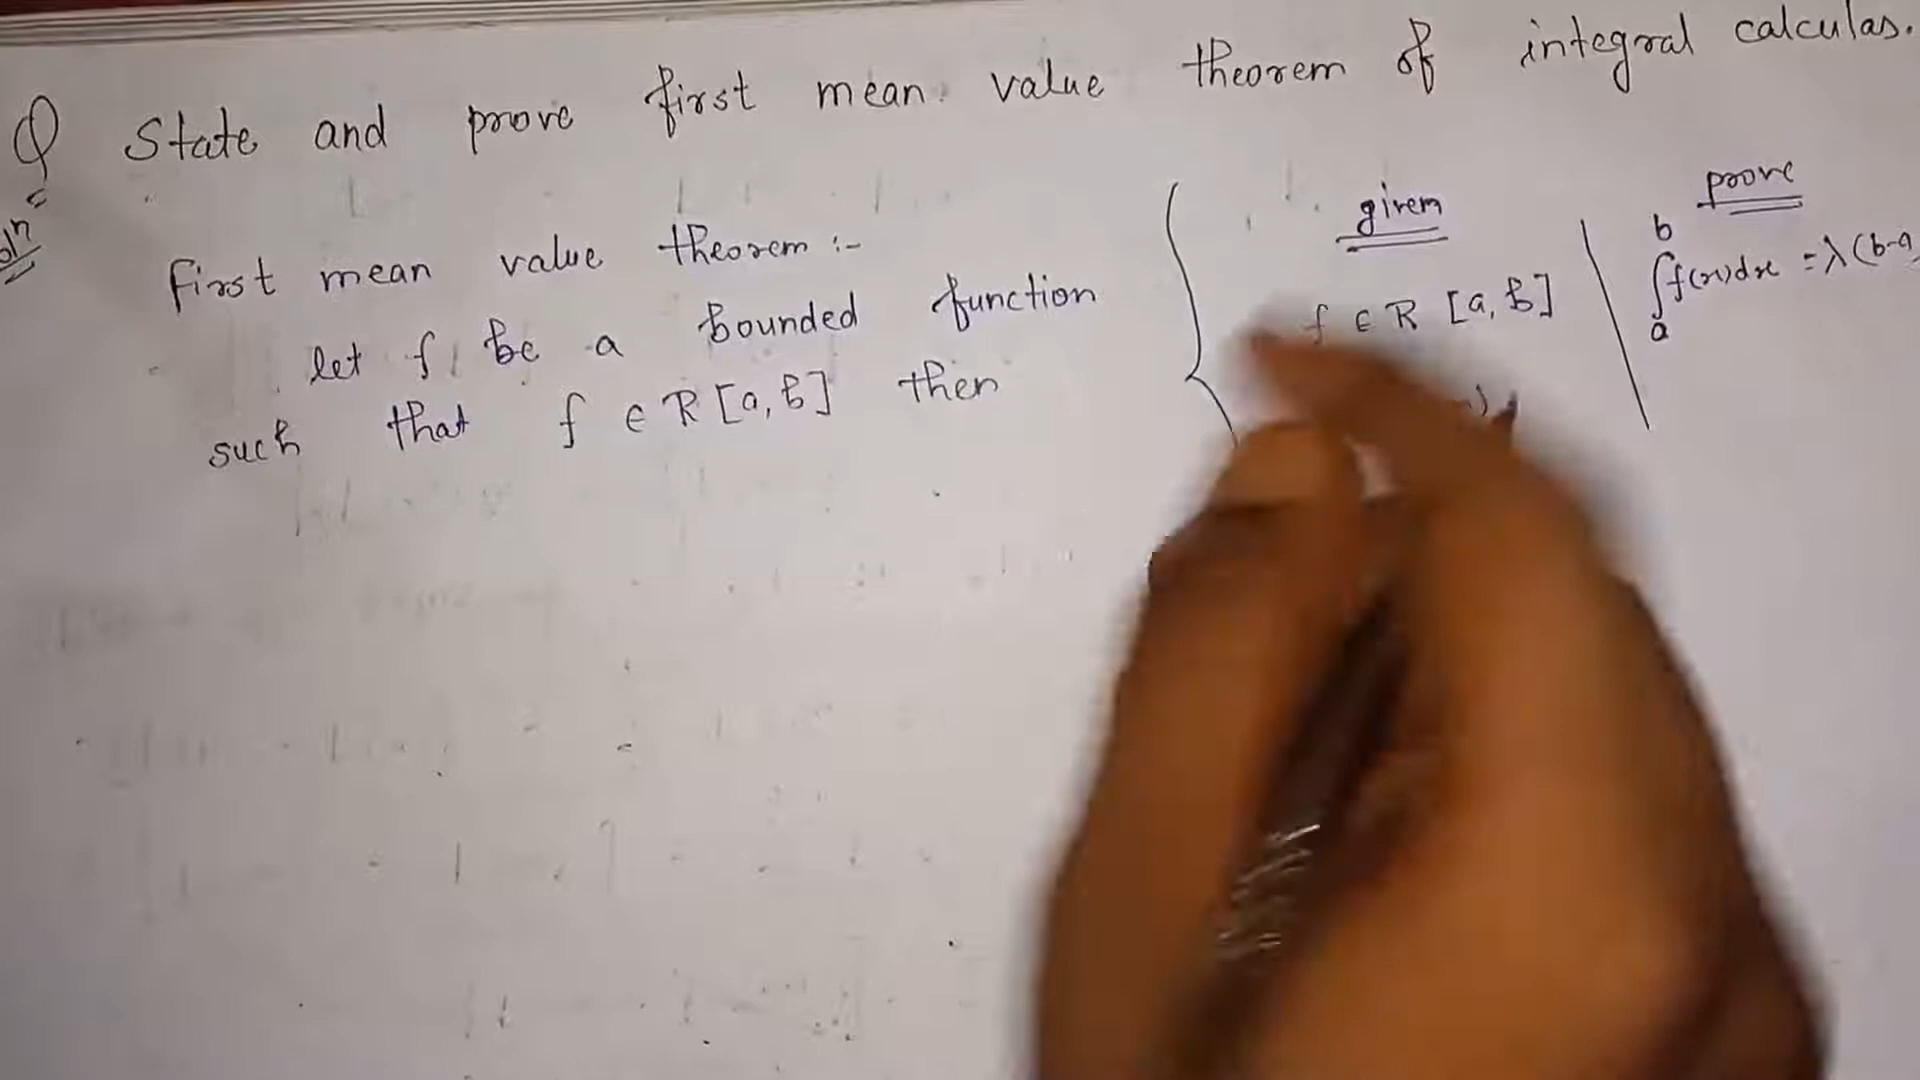 Q State and prove first mean value theorem of integral calculas.
Solⁿ
first mean value theorem :-
let f be a bounded function
such that f ∈ R [a, b] then
given
f ∈ R [a, b]
prove
b
∫f(x)dx = λ(b-a
a